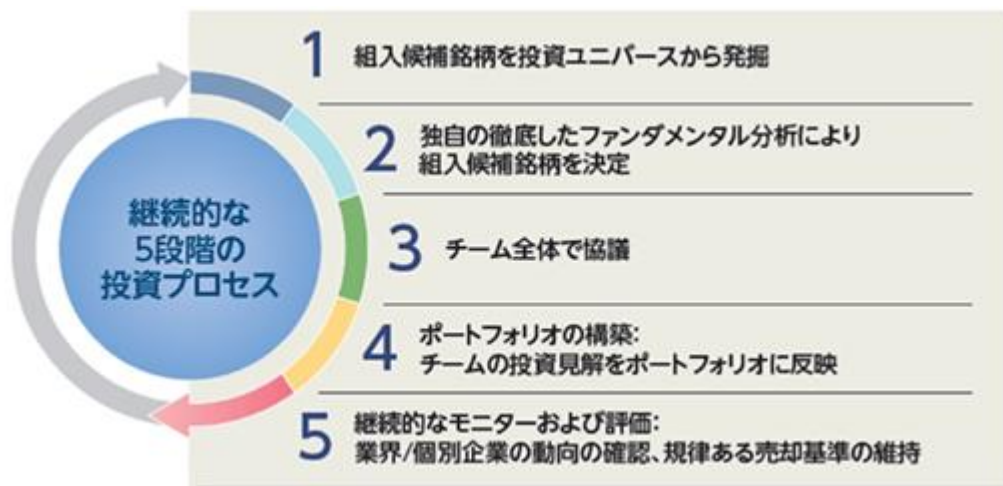 継続的な
5段階の
投資プロセス
1 組入候補銘柄を投資ユニバースから発掘
2 独自の徹底したファンダメンタル分析により
組入候補銘柄を決定
3 チーム全体で協議
4 ポートフォリオの構築:
チームの投資見解をポートフォリオに反映
5 継続的なモニターおよび評価:
業界/個別企業の動向の確認、規律ある売却基準の維持